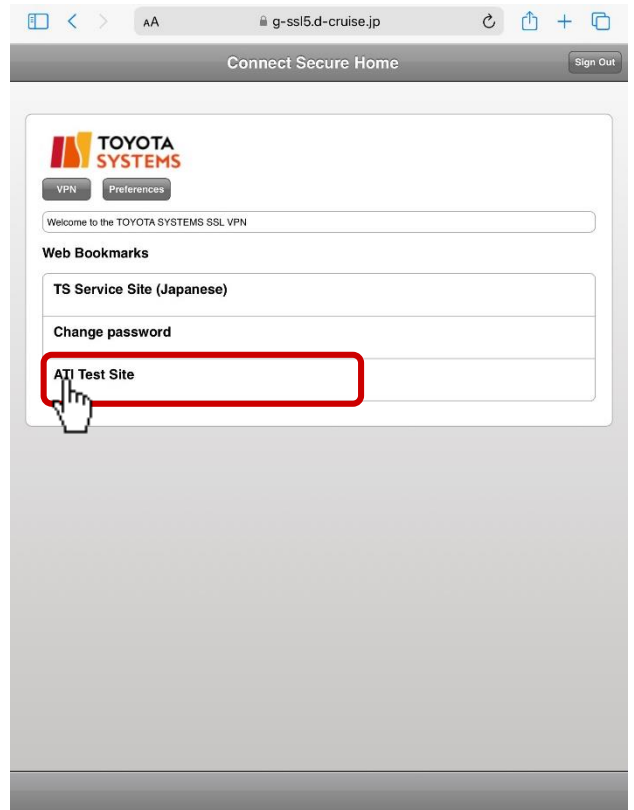 AA
g-ssl5.d-cruise.jp
Connect Secure Home
Sign Out
TOYOTA
SYSTEMS
VPN
Preferences
Welcome to the TOYOTA SYSTEMS SSL VPN
Web Bookmarks
TS Service Site (Japanese)
Change password
ATI Test Site